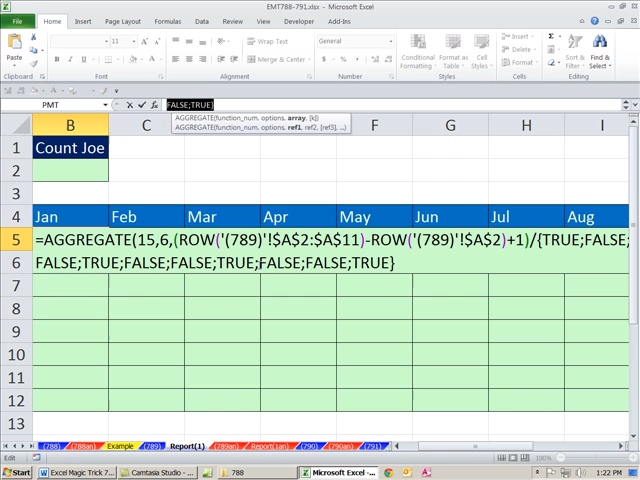 EMT788-791.xlsx - Microsoft Excel
File Home Insert Page Layout Formulas Data Review View Developer Add-Ins
Paste
11
Wrap Text
General
Merge & Center
Conditional Formatting
Format as Table
Cell Styles
Insert
Delete
Format
Sort & Filter
Find & Select
Clipboard Font Alignment Number Styles Cells Editing
PMT
FALSE;TRUE}
AGGREGATE(function_num, options, array, [k])
AGGREGATE(function_num, options, ref1, ref2, [ref3], ...)
B C F G H I
1 Count Joe
2
3
4 Jan Feb Mar Apr May Jun Jul Aug
5 =AGGREGATE(15,6,(ROW('(789)'!$A$2:$A$11)-ROW('(789)'!$A$2)+1)/{TRUE;FALSE;
6 FALSE;TRUE;FALSE;FALSE;TRUE;FALSE;FALSE;TRUE}
7
8
9
10
11
12
13
(788) (788an) Example (789) Report(1) (789an) Report(1an) (790) (790an) (791)
Edit 100%
Start Excel Magic Trick 7... Camtasia Studio - ... 788 Microsoft Excel - ... 1:22 PM